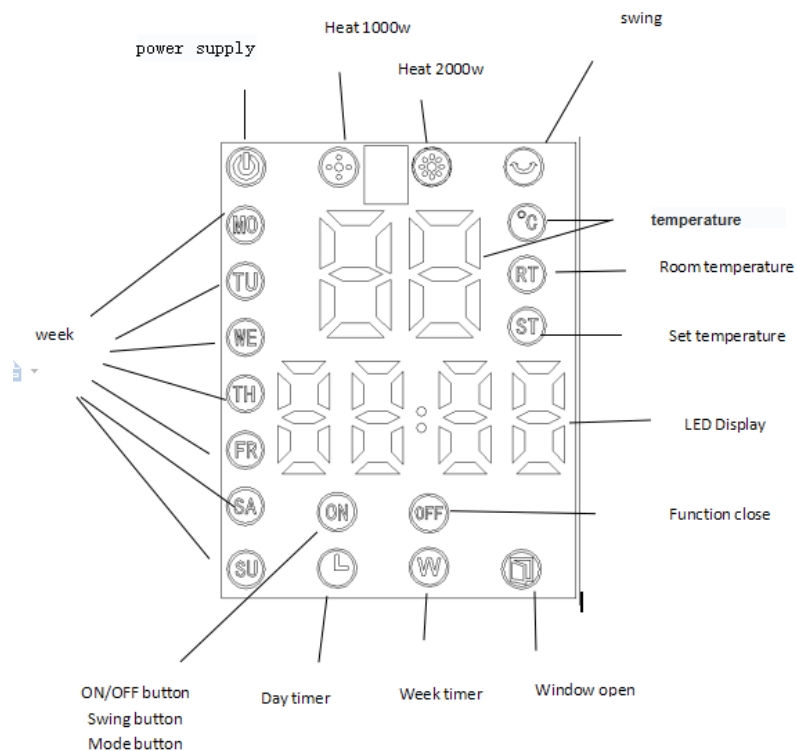 swing
Heat 1000w
power supply
Heat 2000w
MO
°C
temperature
TU
RT
Room temperature
week
WE
ST
Set temperature
TH
LED Display
FR
SA
ON
OFF
Function close
SU
W
ON/OFF button
Day timer
Week timer
Window open
Swing button
Mode button